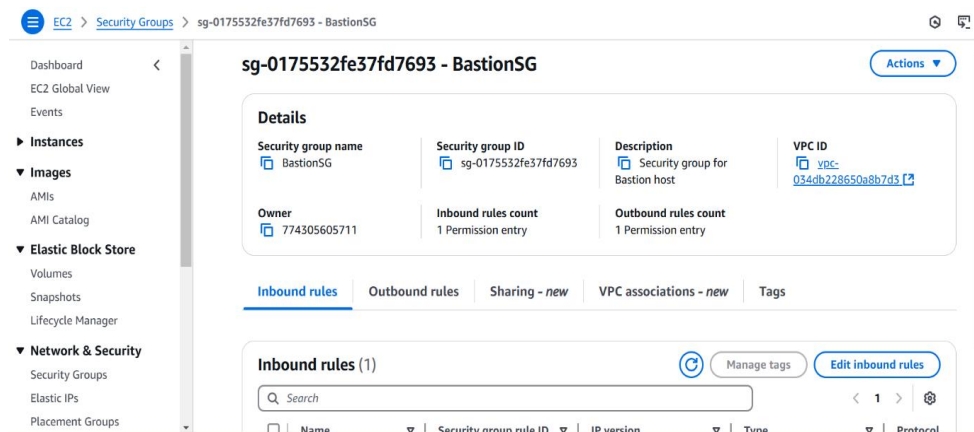 EC2 > Security Groups > sg-0175532fe37fd7693 - BastionSG
Dashboard
EC2 Global View
Events
Instances
Images
AMIs
AMI Catalog
Elastic Block Store
Volumes
Snapshots
Lifecycle Manager
Network & Security
Security Groups
Elastic IPs
Placement Groups
sg-0175532fe37fd7693 - BastionSG
Actions
Details
Security group name
BastionSG
Security group ID
sg-0175532fe37fd7693
Description
Security group for
Bastion host
VPC ID
vpc-
034db228650a8b7d3
Owner
774305605711
Inbound rules count
1 Permission entry
Outbound rules count
1 Permission entry
Inbound rules Outbound rules Sharing - new VPC associations - new Tags
Inbound rules (1)
Manage tags
Edit inbound rules
Search
1
Name Security group rule ID IP version Type Protocol